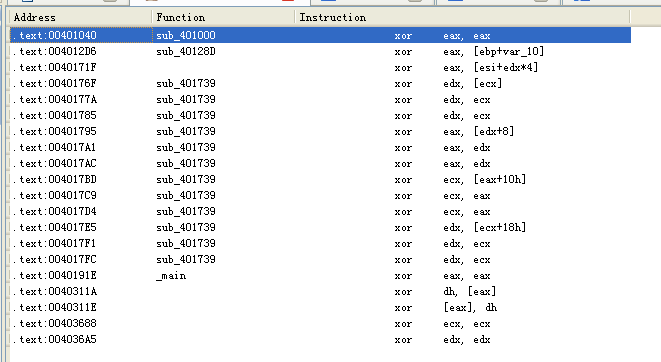 Address Function Instruction
.text:00401040 sub_401000 xor eax, eax
.text:004012D6 sub_40128D xor eax, [ebp+var_10]
.text:0040171F xor eax, [esi+edx*4]
.text:0040176F sub_401739 xor edx, [ecx]
.text:0040177A sub_401739 xor edx, ecx
.text:00401785 sub_401739 xor edx, ecx
.text:00401795 sub_401739 xor eax, [edx+8]
.text:004017A1 sub_401739 xor eax, edx
.text:004017AC sub_401739 xor eax, edx
.text:004017BD sub_401739 xor ecx, [eax+10h]
.text:004017C9 sub_401739 xor ecx, eax
.text:004017D4 sub_401739 xor ecx, eax
.text:004017E5 sub_401739 xor edx, [ecx+18h]
.text:004017F1 sub_401739 xor edx, ecx
.text:004017FC sub_401739 xor edx, ecx
.text:0040191E _main xor eax, eax
.text:0040311A xor dh, [eax]
.text:0040311E xor [eax], dh
.text:00403688 xor ecx, ecx
.text:004036A5 xor edx, edx